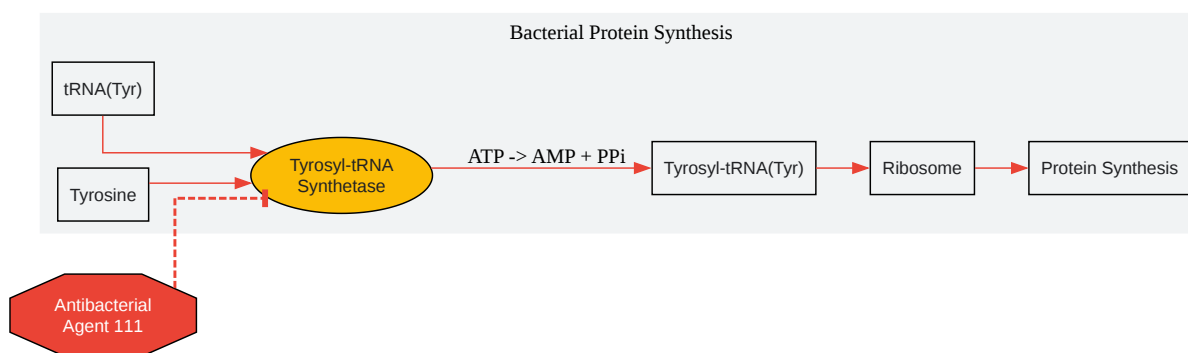 Bacterial Protein Synthesis
tRNA(Tyr)
Tyrosine
Tyrosyl-tRNA
Synthetase
ATP -> AMP + PPi
Tyrosyl-tRNA(Tyr)
Ribosome
Protein Synthesis
Antibacterial
Agent 111